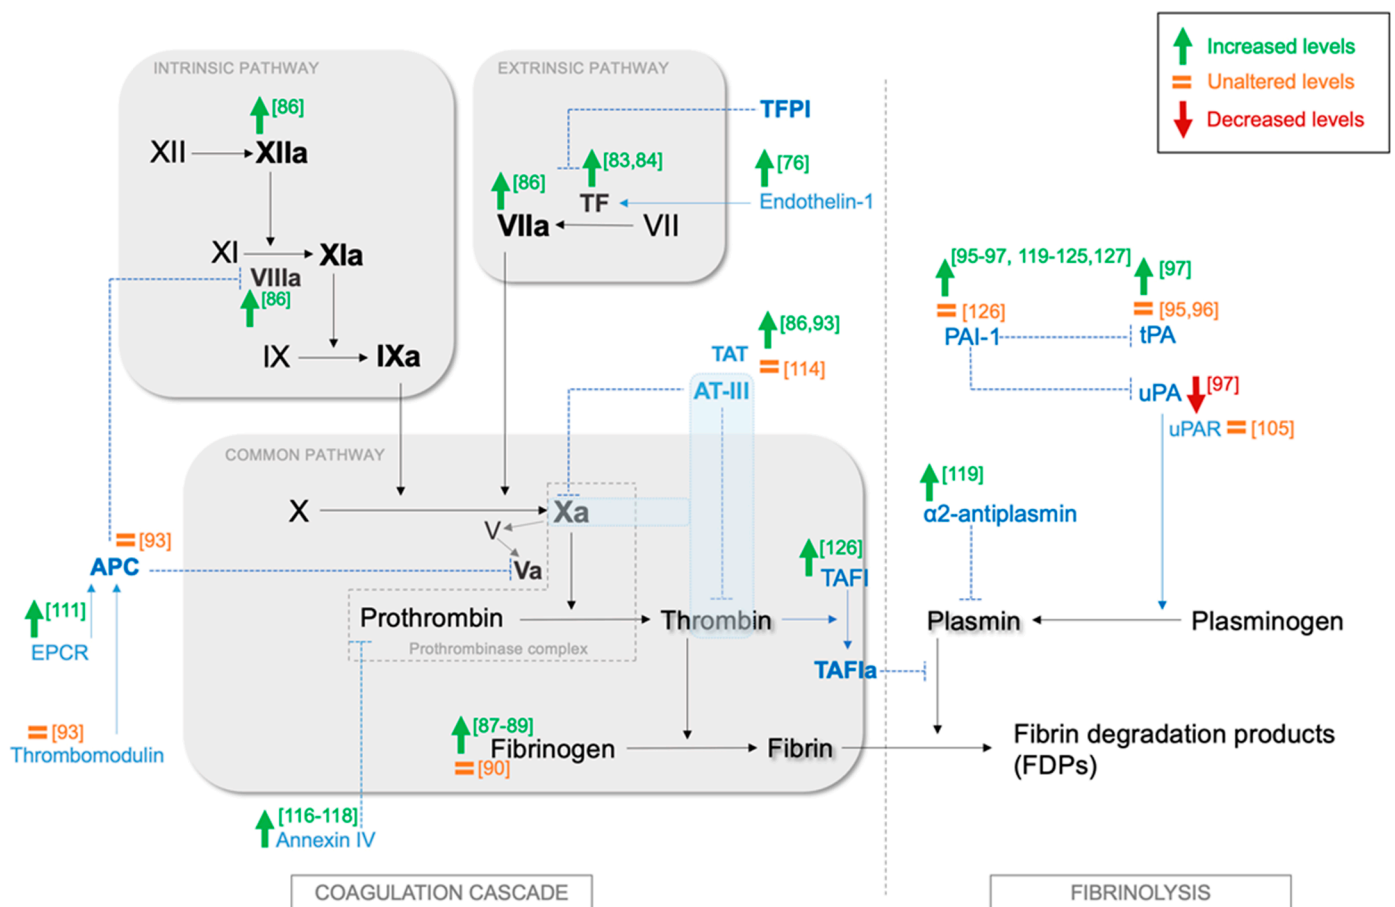 Increased levels
Unaltered levels
Decreased levels
INTRINSIC PATHWAY
[86]
XII
XIIa
XI
XIa
VIIIa
[86]
IX
IXa
EXTRINSIC PATHWAY
TFPI
[83,84]
[76]
[86]
TF
Endothelin-1
VIIa
VII
[86,93]
TAT
[114]
AT-III
COMMON PATHWAY
X
Xa
V
Va
[93]
APC
[111]
EPCR
[93]
Thrombomodulin
[126]
TAFI
Prothrombin
Thrombin
Prothrombinase complex
TAFIa
[87-89]
Fibrinogen
[90]
Fibrin
[116-118]
Annexin IV
[95-97, 119-125,127]
[97]
[126]
[95,96]
PAI-1
tPA
[97]
uPA
uPAR
[105]
[119]
α2-antiplasmin
Plasmin
Plasminogen
Fibrin degradation products
(FDPs)
COAGULATION CASCADE
FIBRINOLYSIS